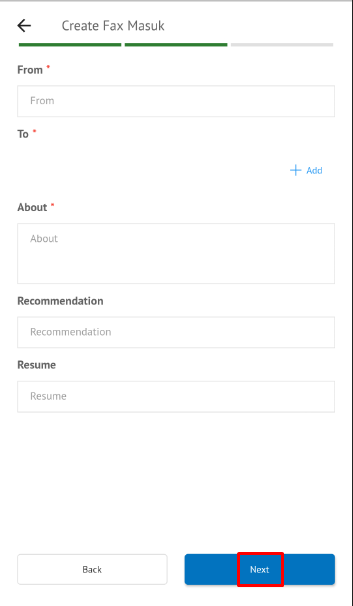 Create Fax Masuk
From *
From
To *
+ Add
About *
About
Recommendation
Recommendation
Resume
Resume
Back
Next